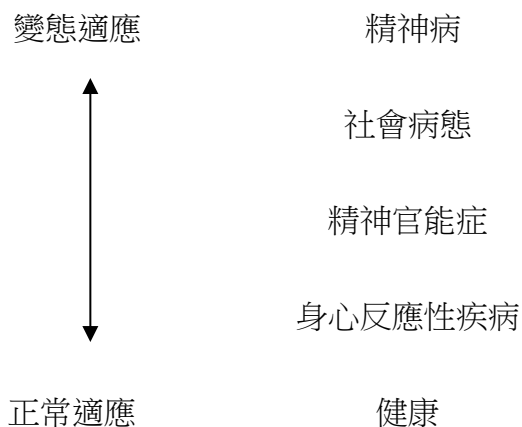 變態適應 精神病
社會病態
精神官能症
身心反應性疾病
正常適應 健康